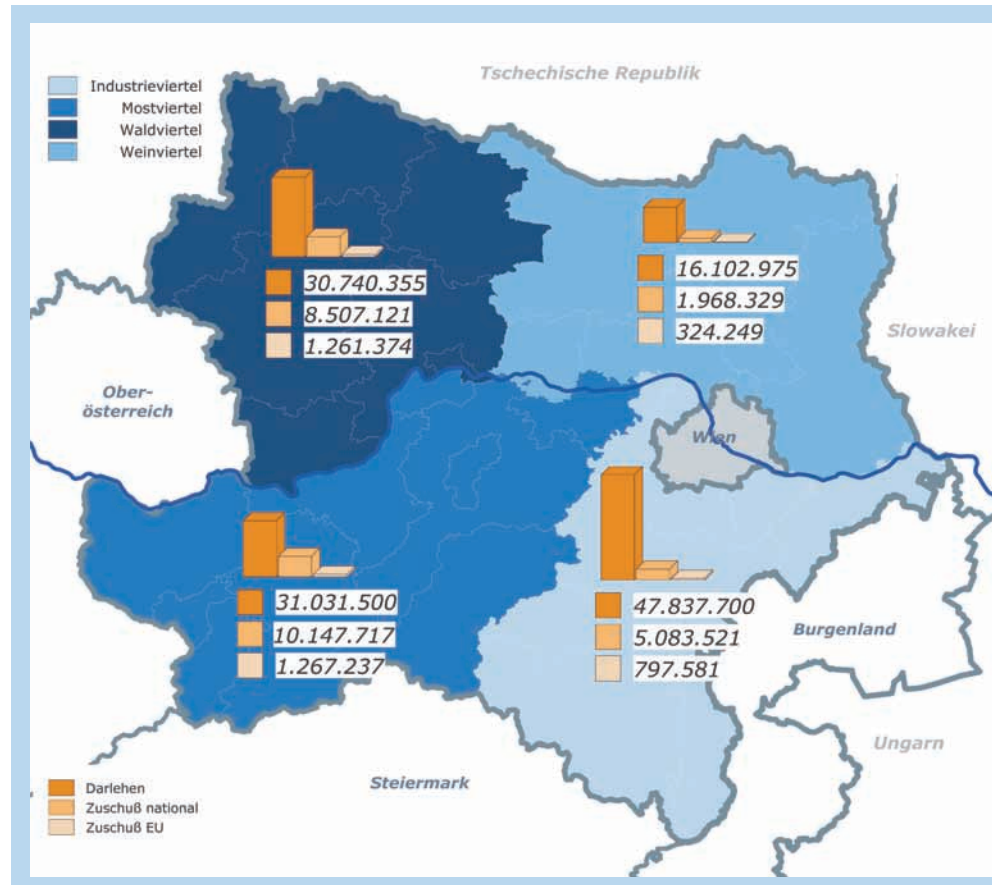 Tschechische Republik
Industrieviertel
Mostviertel
Waldviertel
Weinviertel
30.740.355
8.507.121
1.261.374
16.102.975
1.968.329
324.249
Slowakei
Ober-
österreich
Wien
31.031.500
10.147.717
1.267.237
47.837.700
5.083.521
797.581
Burgenland
Ungarn
Steiermark
Darlehen
Zuschuß national
Zuschuß EU